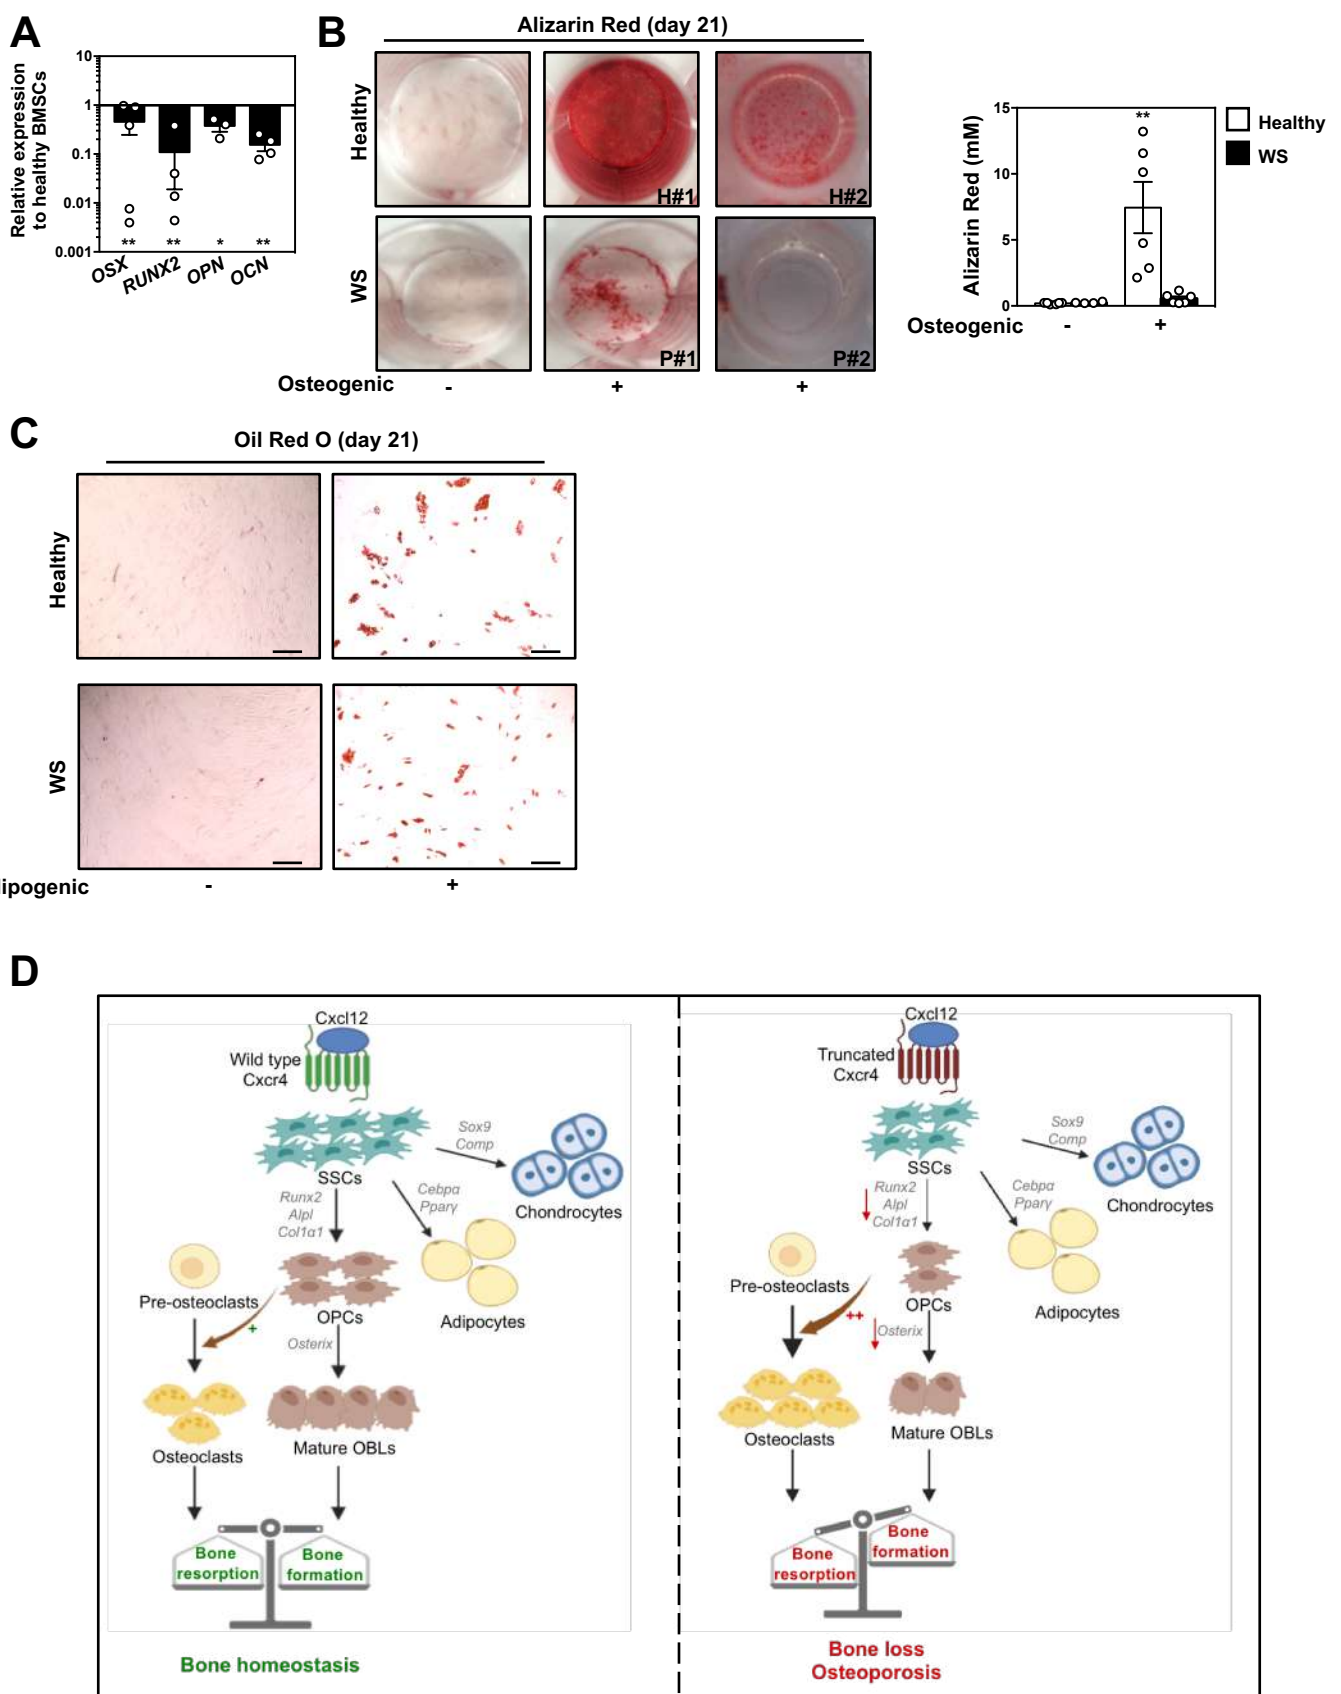 A
Relative expression
to healthy BMSCs
10
1
0.1
0.01
0.001
** ** * **
OSX RUNX2 OPN OCN
B
Alizarin Red (day 21)
Healthy
WS
H#1
H#2
P#1
P#2
Osteogenic - + +
Alizarin Red (mM)
15
10
5
0
**
Osteogenic - +
Healthy
WS
C
Oil Red O (day 21)
Healthy
WS
lipogenic - +
D
Cxcl12
Wild type
Cxcr4
SSCs
Sox9
Comp
Chondrocytes
Runx2
Alpl
Col1α1
Cebpα
Pparγ
Adipocytes
Pre-osteoclasts
OPCs
+
Osterix
Osteoclasts
Mature OBLs
Bone
resorption
Bone
formation
Bone homeostasis
Cxcl12
Truncated
Cxcr4
SSCs
Sox9
Comp
Chondrocytes
Runx2
Alpl
Col1α1
Cebpα
Pparγ
Adipocytes
Pre-osteoclasts
OPCs
++
Osterix
Osteoclasts
Mature OBLs
Bone
resorption
Bone
formation
Bone loss
Osteoporosis